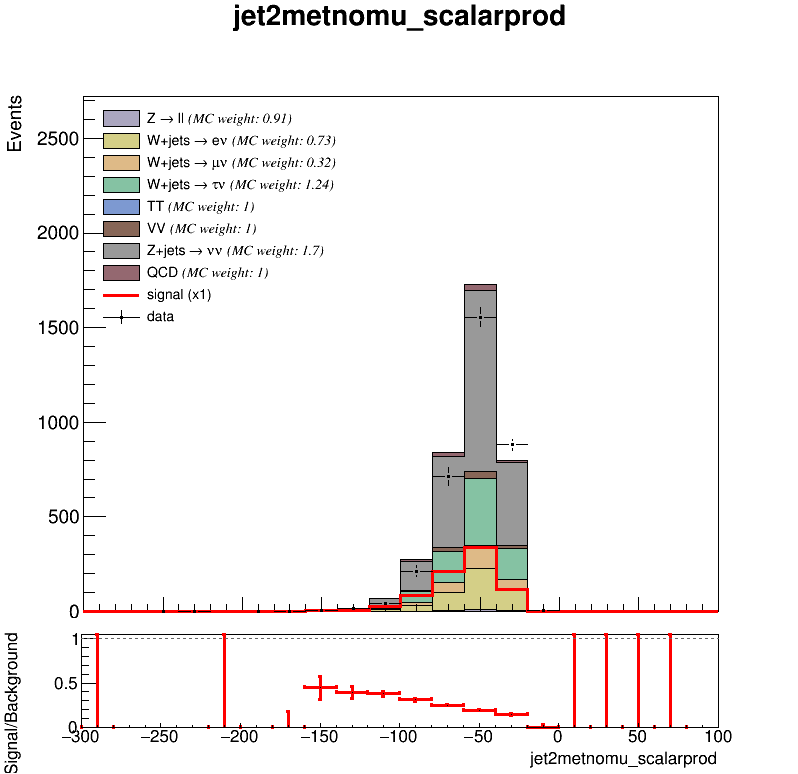 jet2metnomu_scalarprod
Events
2500
2000
1500
1000
500
0
Z → ll (MC weight: 0.91)
W+jets → eν (MC weight: 0.73)
W+jets → μν (MC weight: 0.32)
W+jets → τν (MC weight: 1.24)
TT (MC weight: 1)
VV (MC weight: 1)
Z+jets → νν (MC weight: 1.7)
QCD (MC weight: 1)
signal (x1)
data
Signal/Background
1
0.5
0
−300 −250 −200 −150 −100 −50 0 50 100
jet2metnomu_scalarprod